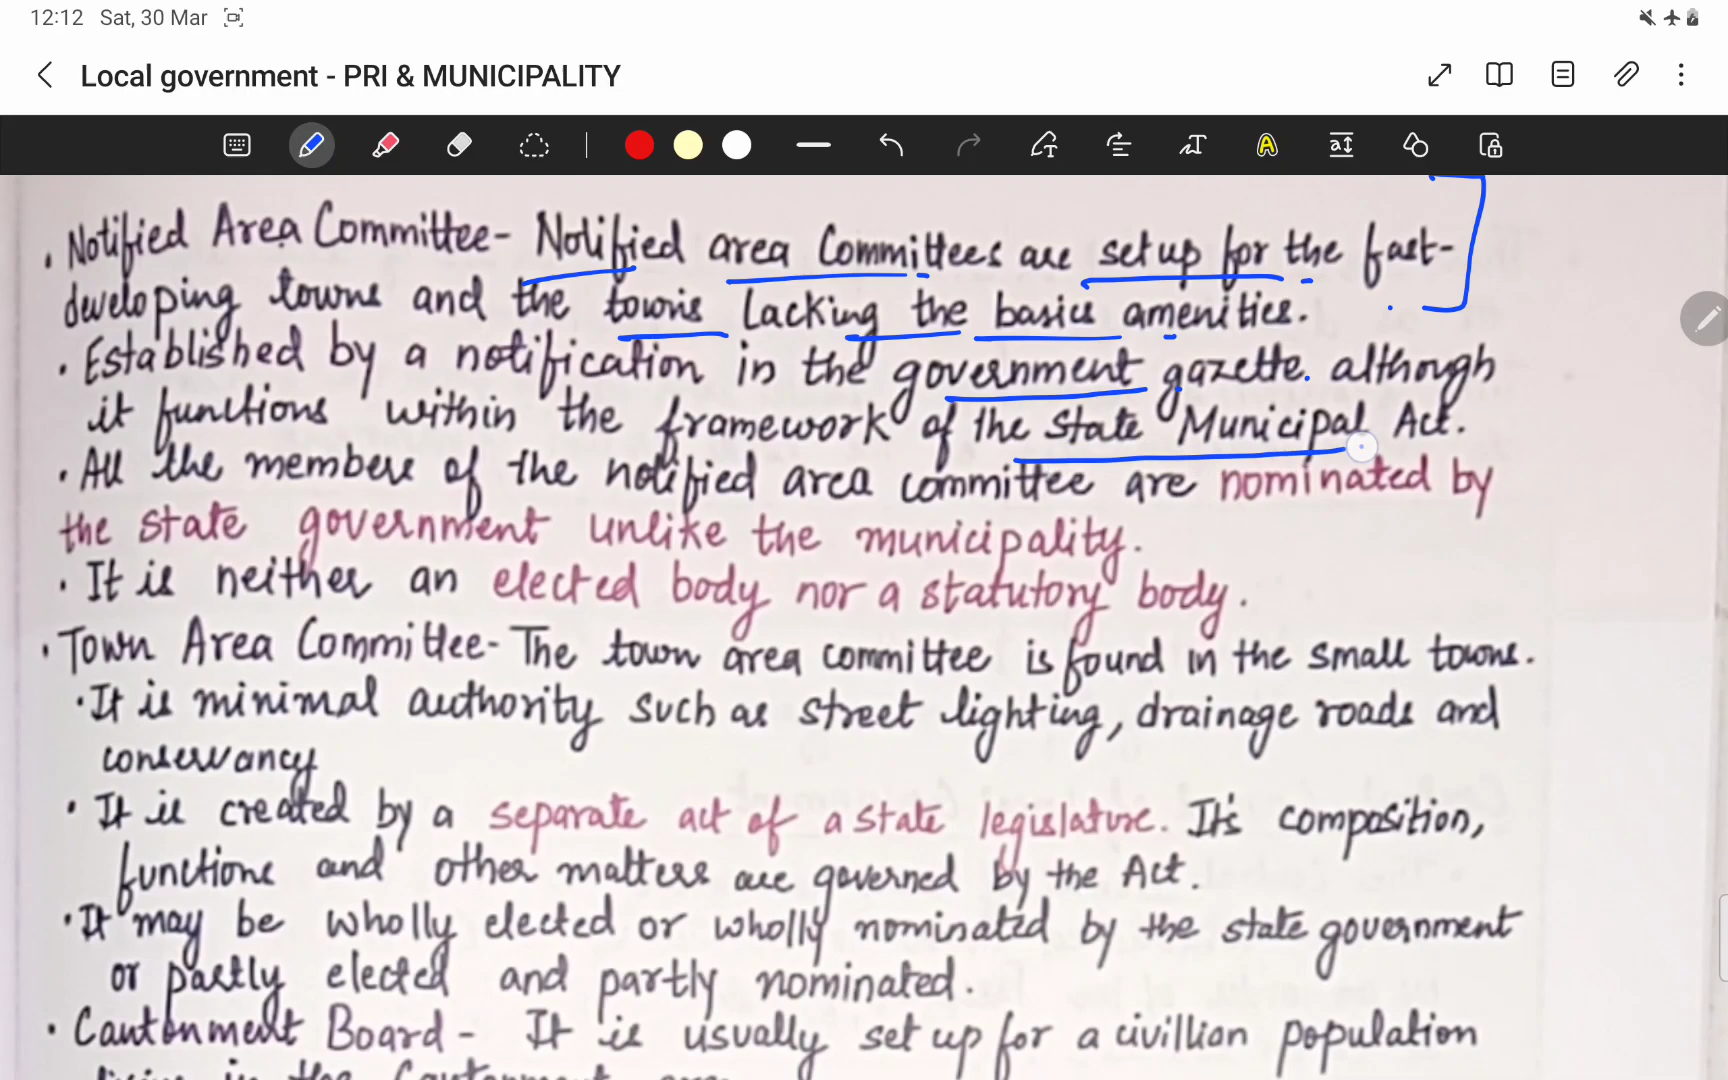 12:12 Sat, 30 Mar
Local government - PRI & MUNICIPALITY
• Notified Area Committee- Notified area Committees are set up for the fast-
developing towns and the towns Lacking the basics amenities.
• Established by a notification in the government gazette. although
it functions within the framework of the State Municipal Act.
• All the members of the notified area committee are nominated by
the state government unlike the municipality.
• It is neither an elected body nor a statutory body.
• Town Area Committee- The town area committee is found in the small towns.
• It is minimal authority such as street lighting, drainage roads and
conservancy
• It is created by a separate act of a state legislature. It's composition,
functions and other matters are governed by the Act.
• It may be wholly elected or wholly nominated by the state government
or partly elected and partly nominated.
• Cantonment Board - It is usually set up for a civillian population